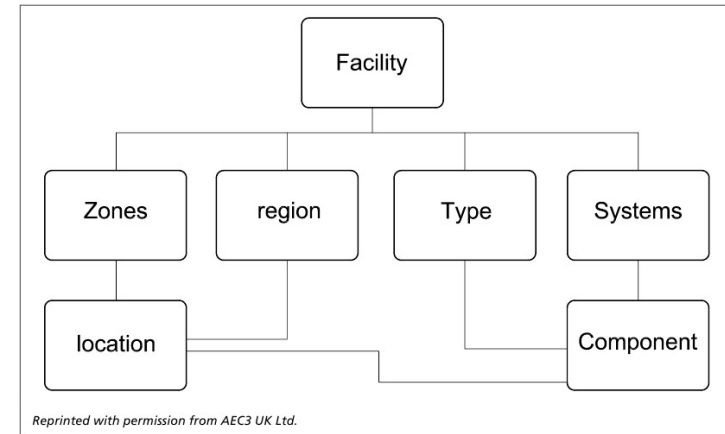 Facility
Zones
region
Type
Systems
location
Component
Reprinted with permission from AEC3 UK Ltd.